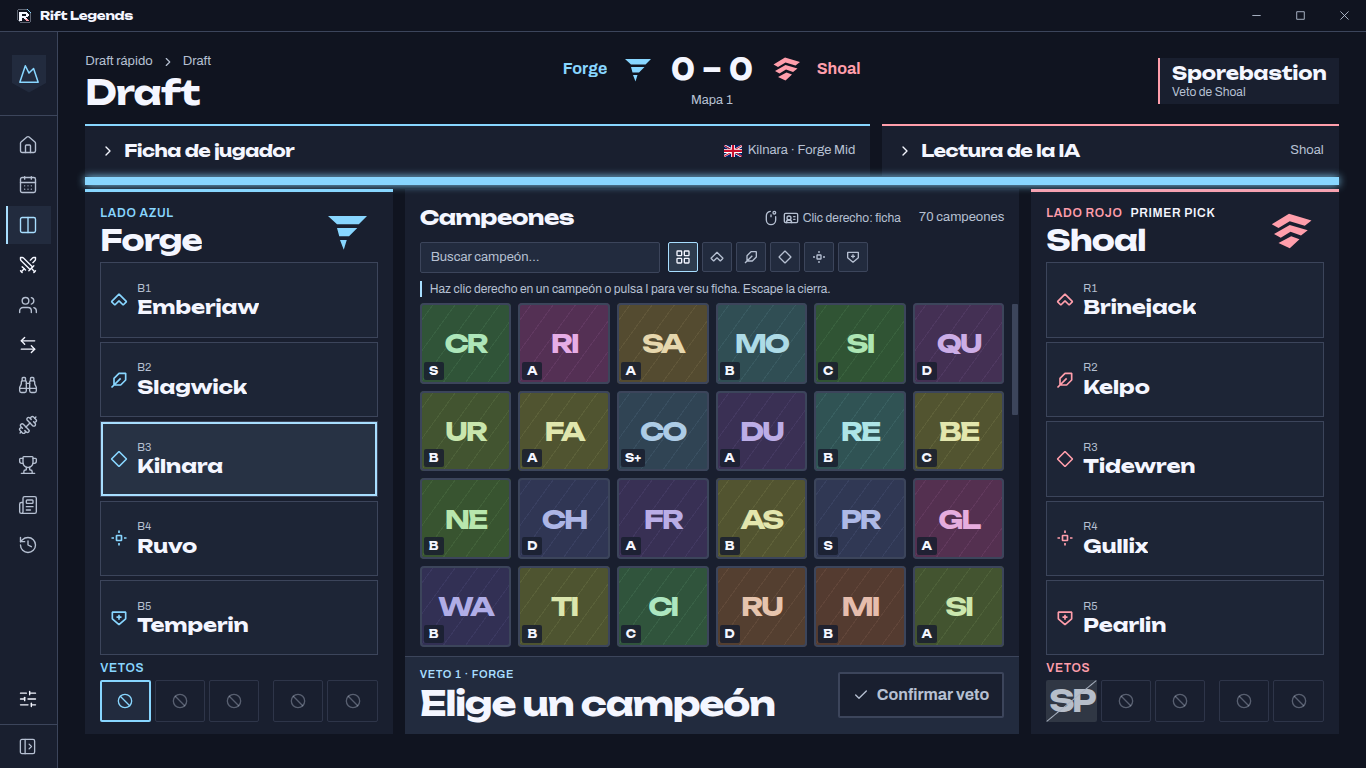 Rift Legends
Draft rápido > Draft
Draft
Forge 0 – 0 Shoal
Mapa 1
Sporebastion
Veto de Shoal
Ficha de jugador
Kilnara · Forge Mid
Lectura de la IA
Shoal
LADO AZUL
Forge
B1
Emberjaw
B2
Slagwick
B3
Kilnara
B4
Ruvo
B5
Temperin
VETOS
Campeones
Clic derecho: ficha
70 campeones
Buscar campeón...
Haz clic derecho en un campeón o pulsa I para ver su ficha. Escape la cierra.
CR RI SA MO SI QU
S A A B C D
UR FA CO DU RE BE
B A S+ A B C
NE CH FR AS PR GL
B D A B S A
WA TI CI RU MI SI
B B C D B A
VETO 1 · FORGE
Elige un campeón
Confirmar veto
LADO ROJO PRIMER PICK
Shoal
R1
Brinejack
R2
Kelpo
R3
Tidewren
R4
Gullix
R5
Pearlin
VETOS
SP